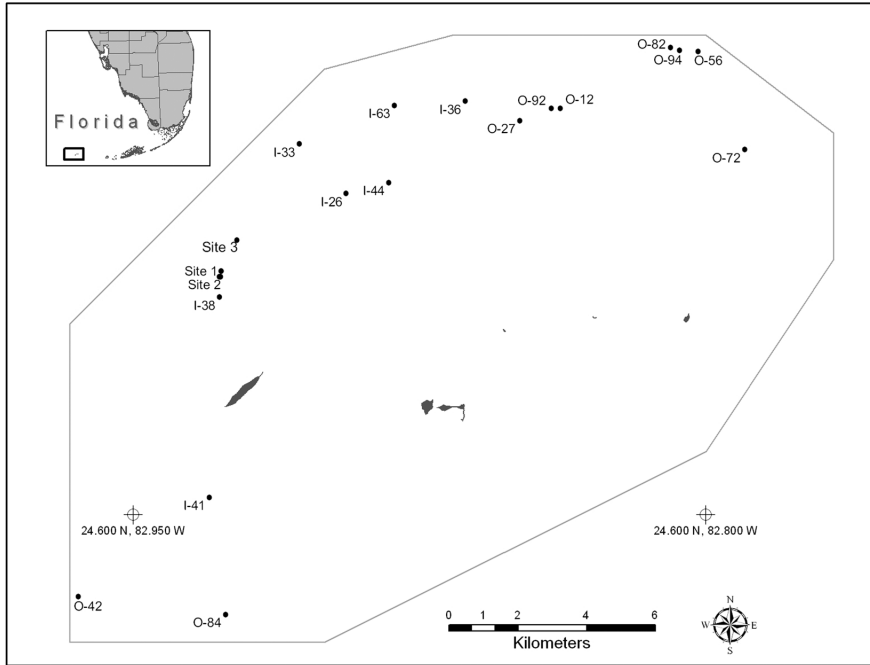 Florida
O-82
O-94
O-56
O-92
O-12
I-36
I-63
O-27
I-33
O-72
I-44
I-26
Site 3
Site 1
Site 2
I-38
I-41
24.600 N, 82.950 W
24.600 N, 82.800 W
O-42
O-84
0 1 2 4 6
Kilometers
N
W E
S